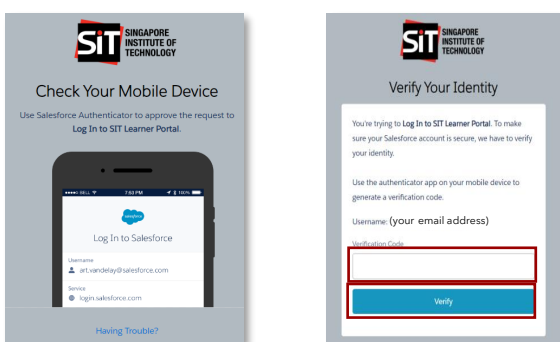 SiT
SINGAPORE
INSTITUTE OF
TECHNOLOGY
Check Your Mobile Device
Use Salesforce Authenticator to approve the request to
Log In to SIT Learner Portal.
BELL 7:60 PM 100%
salesforce
Log In to Salesforce
Username
art.vandelay@salesforce.com
Service
login.salesforce.com
Having Trouble?
SiT
SINGAPORE
INSTITUTE OF
TECHNOLOGY
Verify Your Identity
You're trying to Log In to SIT Learner Portal. To make
sure your Salesforce account is secure, we have to verify
your identity.
Use the authenticator app on your mobile device to
generate a verification code.
Username: (your email address)
Verification Code
Verify